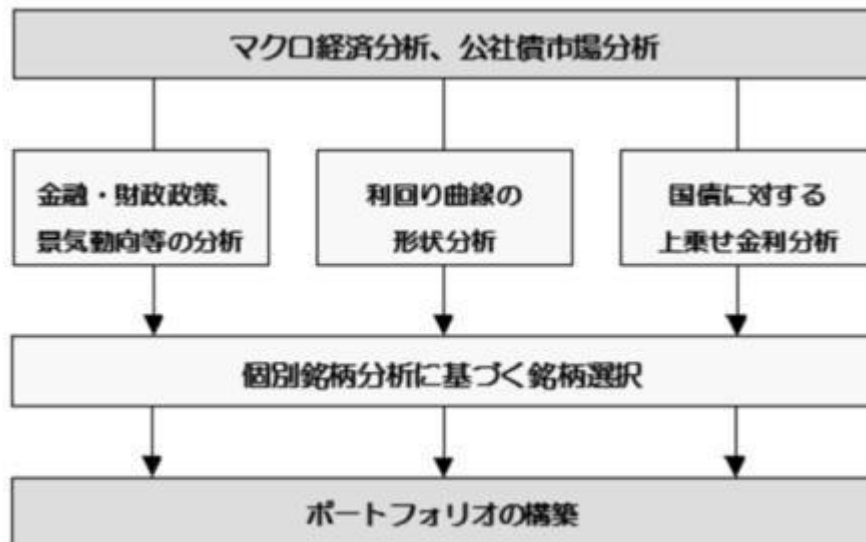 マクロ経済分析、公社債市場分析
金融・財政政策、
景気動向等の分析
利回り曲線の
形状分析
国債に対する
上乗せ金利分析
個別銘柄分析に基づく銘柄選択
ポートフォリオの構築